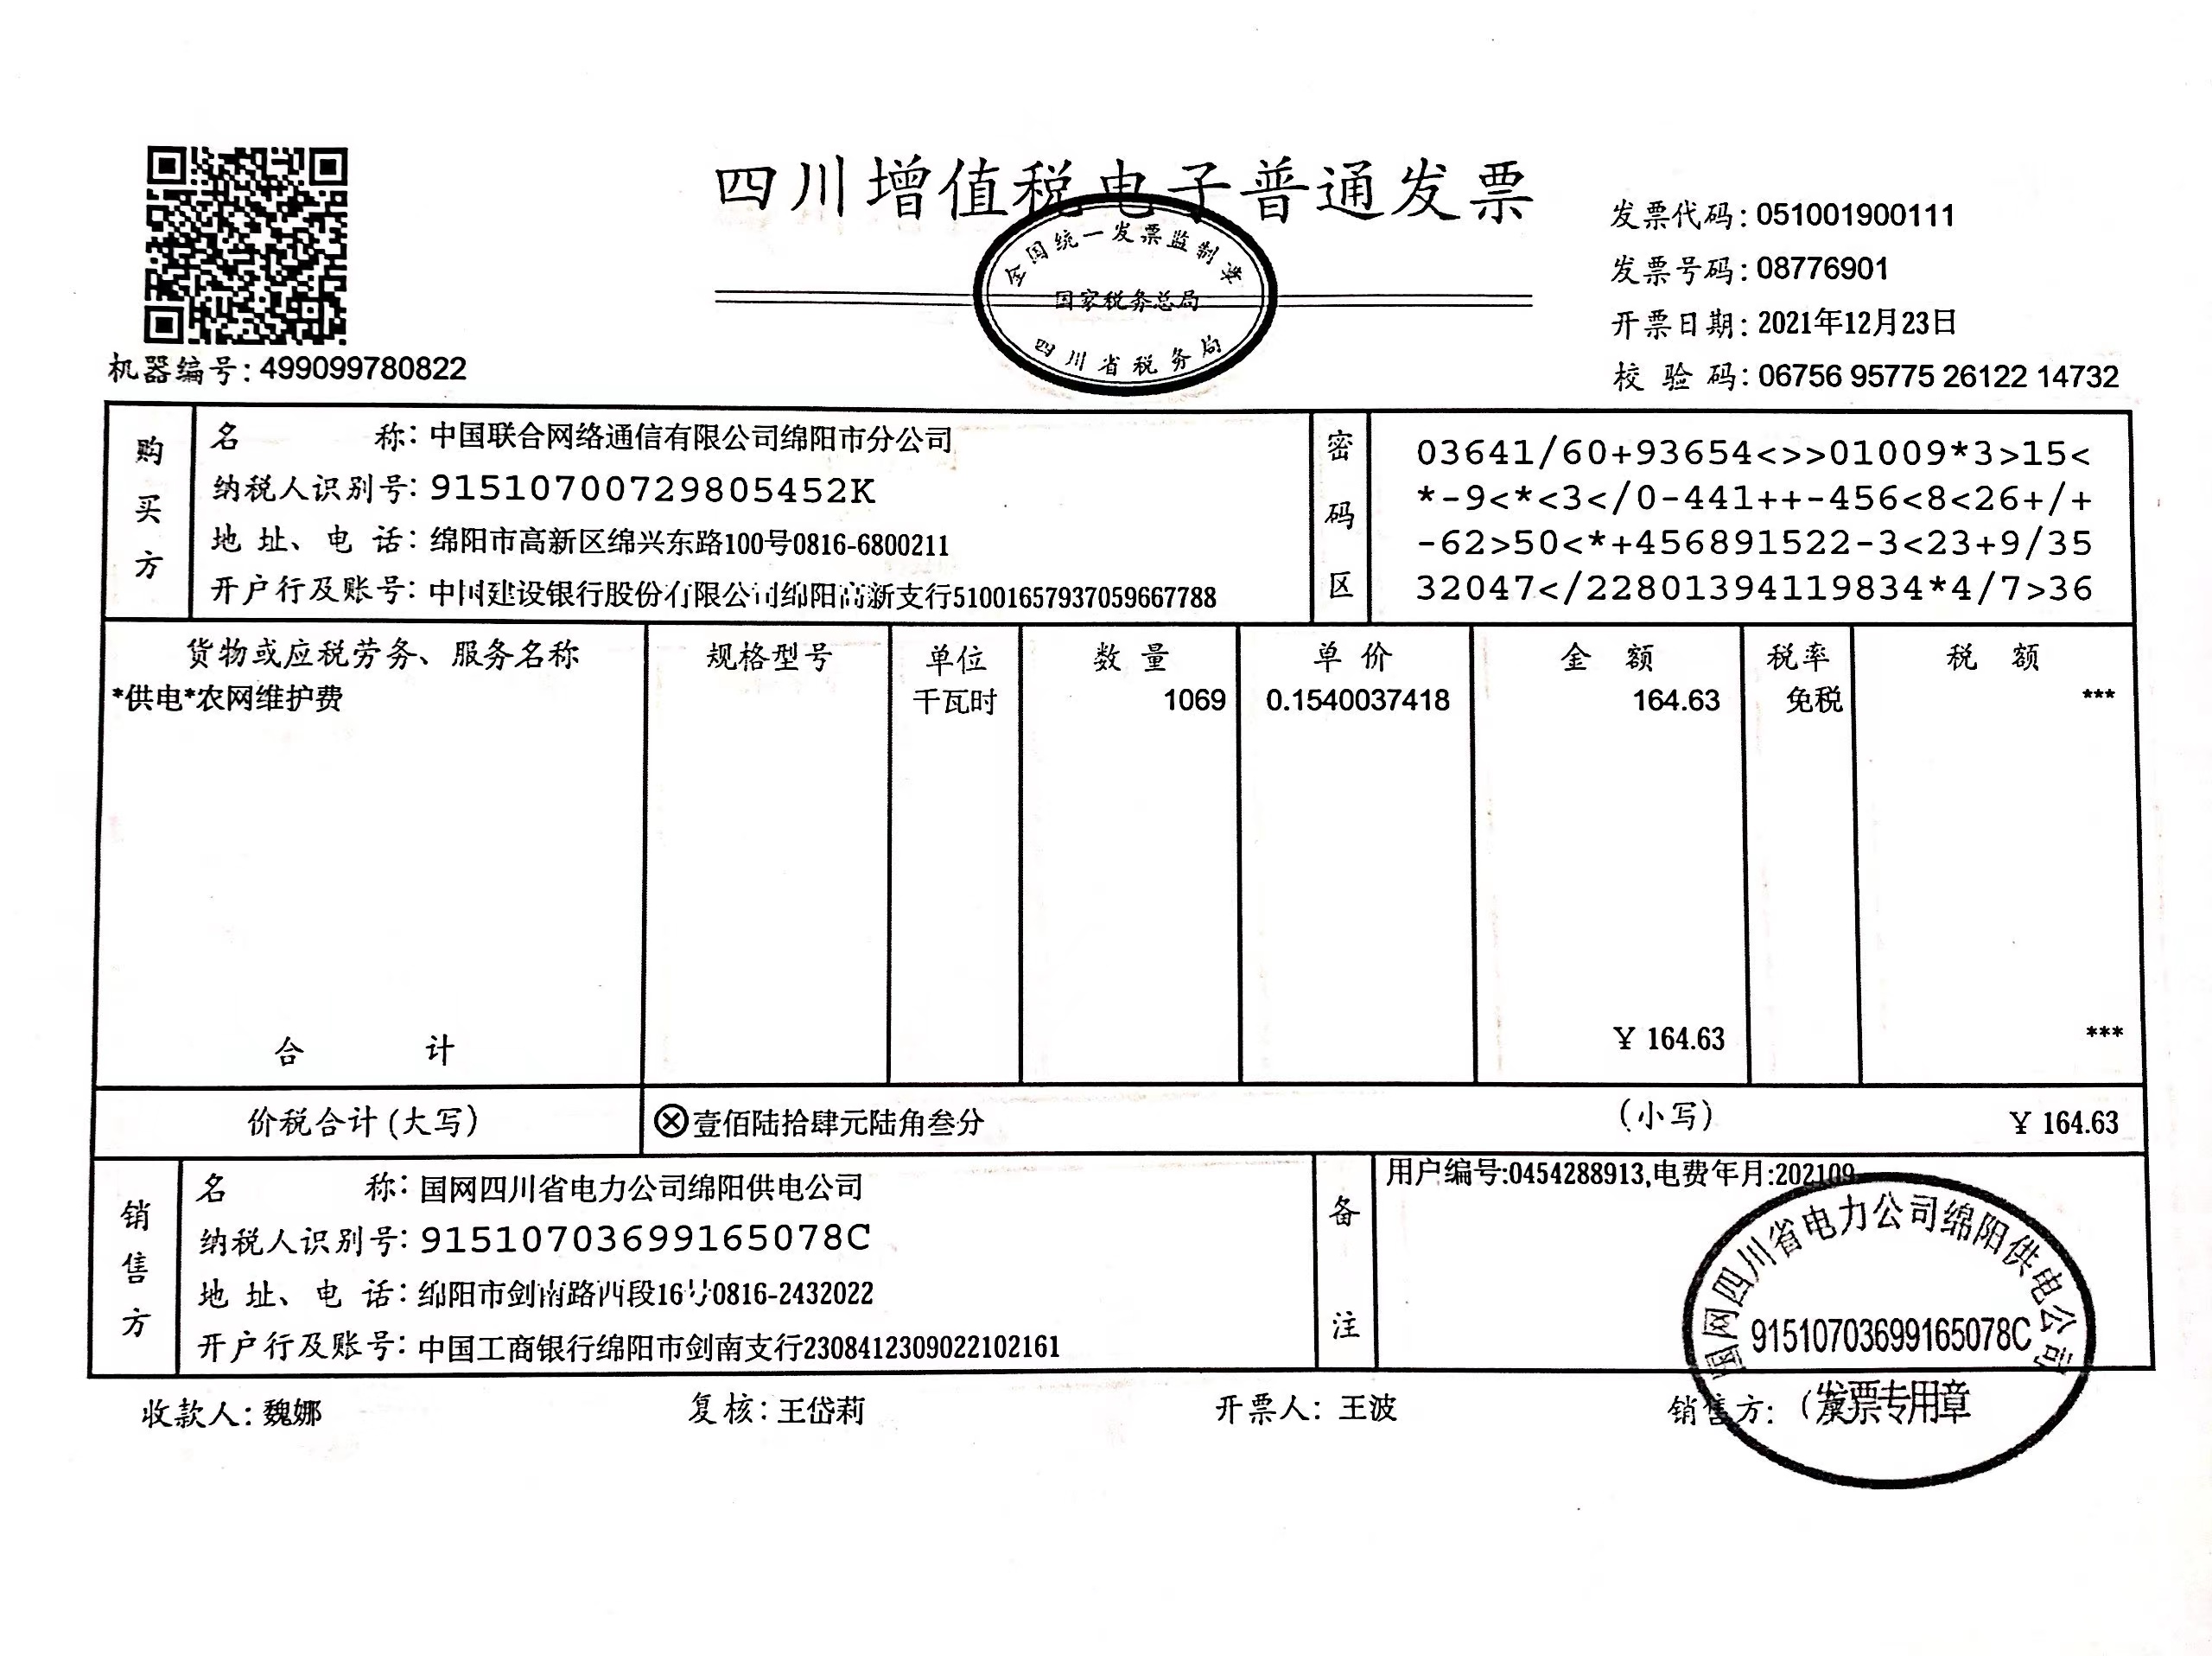 四川增值税电子普通发票
全国统一发票监制章
国家税务总局
四川省税务局
发票代码: 051001900111
发票号码: 08776901
开票日期: 2021年12月23日
校 验 码: 06756 95775 26122 14732
机器编号: 499099780822
购买方
名 称: 中国联合网络通信有限公司绵阳市分公司
纳税人识别号: 91510700729805452K
地 址、电 话: 绵阳市高新区绵兴东路100号0816-6800211
开户行及账号: 中国建设银行股份有限公司绵阳高新支行51001657937059667788
密码区
03641/60+93654<>>01009*3>15<
*-9<*<3</0-441++-456<8<26+/+
-62>50<*+456891522-3<23+9/35
32047</22801394119834*4/7>36
货物或应税劳务、服务名称 规格型号 单位 数 量 单 价 金 额 税率 税 额
*供电*农网维护费 千瓦时 1069 0.1540037418 164.63 免税 ***
合 计 ￥ 164.63 ***
价税合计(大写) ⊗壹佰陆拾肆元陆角叁分 (小写) ￥ 164.63
销售方
名 称: 国网四川省电力公司绵阳供电公司
纳税人识别号: 91510703699165078C
地 址、电 话: 绵阳市剑南路四段16号0816-2432022
开户行及账号: 中国工商银行绵阳市剑南支行2308412309022102161
备注
用户编号:0454288913,电费年月:202109
国网四川省电力公司绵阳供电公司
91510703699165078C
发票专用章
收款人: 魏娜 复核: 王岱莉 开票人: 王波 销售方: (章)